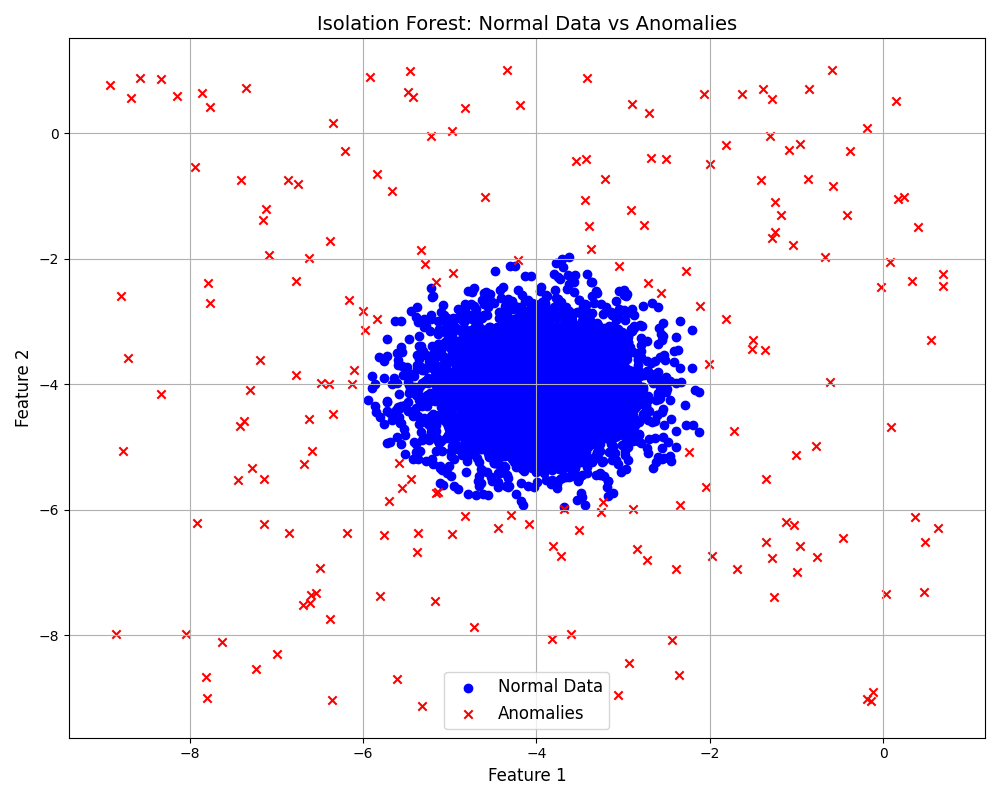 Isolation Forest: Normal Data vs Anomalies
0
−2
−4
−6
−8
Feature 2
Normal Data
Anomalies
−8 −6 −4 −2 0
Feature 1